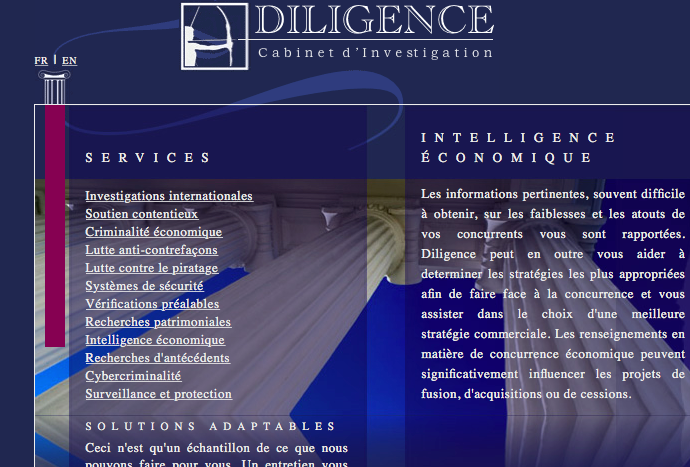 DILIGENCE
Cabinet d'Investigation
FR | EN
SERVICES
Investigations internationales
Soutien contentieux
Criminalité économique
Lutte anti-contrefaçons
Lutte contre le piratage
Systèmes de sécurité
Vérifications préalables
Recherches patrimoniales
Intelligence économique
Recherches d'antécédents
Cybercriminalité
Surveillance et protection
SOLUTIONS ADAPTABLES
Ceci n'est qu'un échantillon de ce que nous
pouvons faire pour vous. Un entretien vous
INTELLIGENCE
ÉCONOMIQUE
Les informations pertinentes, souvent difficile
à obtenir, sur les faiblesses et les atouts de
vos concurrents vous sont rapportées.
Diligence peut en outre vous aider à
determiner les stratégies les plus appropriées
afin de faire face à la concurrence et vous
assister dans le choix d'une meilleure
stratégie commerciale. Les renseignements en
matière de concurrence économique peuvent
significativement influencer les projets de
fusion, d'acquisitions ou de cessions.